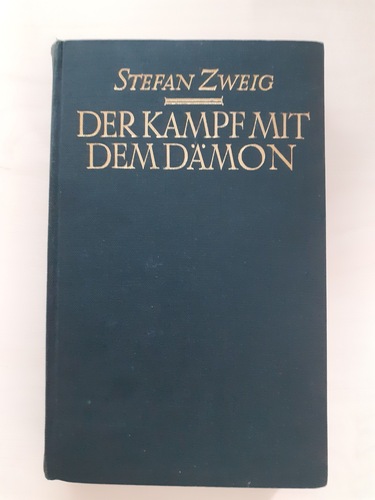 STEFAN ZWEIG
DER KAMPF MIT
DEM DÄMON